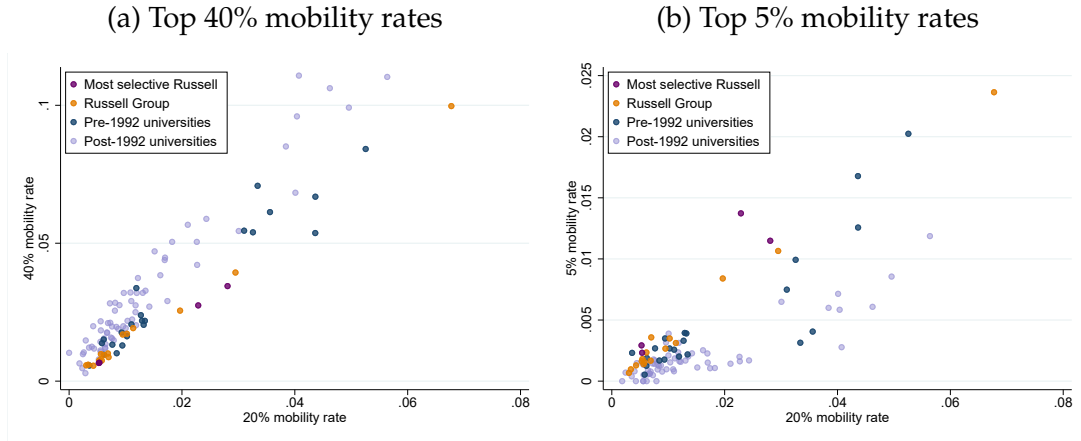 (a) Top 40% mobility rates
Most selective Russell
Russell Group
Pre-1992 universities
Post-1992 universities
40% mobility rate
.1
.05
0
0
.02
.04
.06
.08
20% mobility rate
(b) Top 5% mobility rates
Most selective Russell
Russell Group
Pre-1992 universities
Post-1992 universities
5% mobility rate
.025
.02
.015
.01
.005
0
0
.02
.04
.06
.08
20% mobility rate